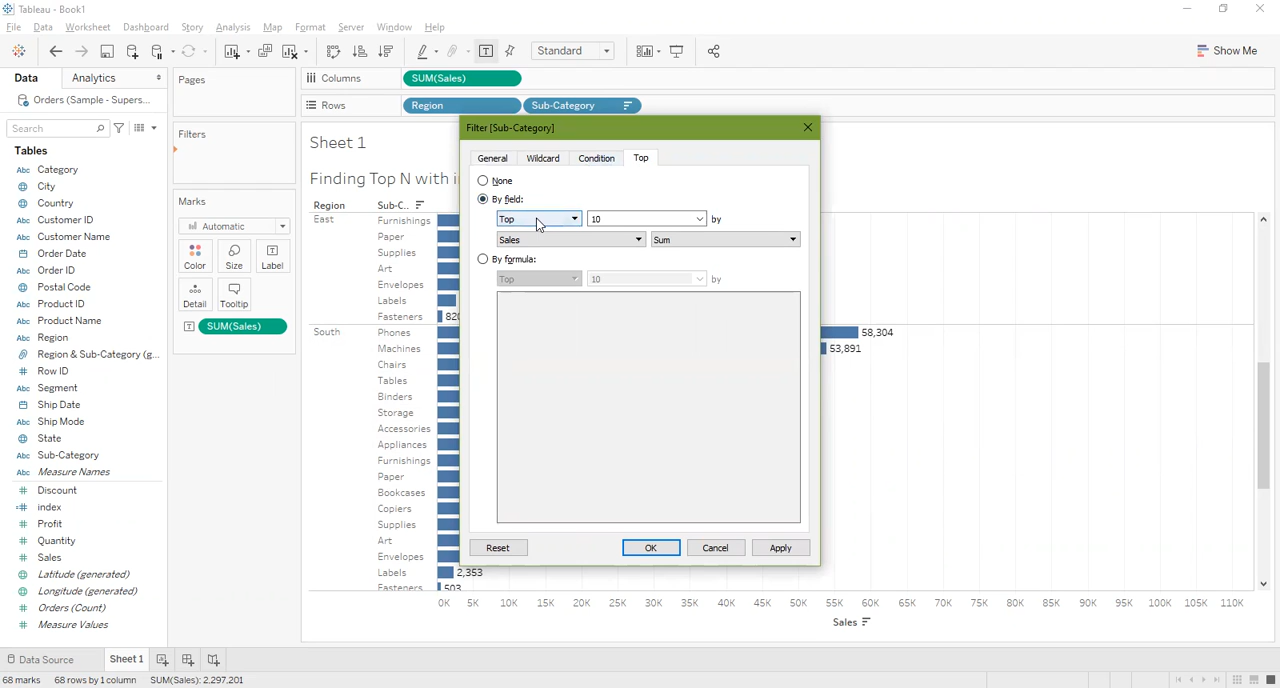 Tableau - Book1
File Data Worksheet Dashboard Story Analysis Map Format Server Window Help
Standard
Show Me
Data Analytics
Pages
Columns SUM(Sales)
Orders (Sample - Supers...
Rows Region Sub-Category
Search
Filters
Tables
Category
City
Country
Customer ID
Customer Name
Order Date
Order ID
Postal Code
Product ID
Product Name
Region
Region & Sub-Category (g...
Row ID
Segment
Ship Date
Ship Mode
State
Sub-Category
Measure Names
Discount
index
Profit
Quantity
Sales
Latitude (generated)
Longitude (generated)
Orders (Count)
Measure Values
Abc
Abc
Abc
Abc
Abc
Abc
Abc
Abc
Abc
Marks
Automatic
Color Size Label
Detail Tooltip
SUM(Sales)
Sheet 1
Finding Top N with i
Region Sub-C..
East Furnishings
Paper
Supplies
Art
Envelopes
Labels
Fasteners 820
South Phones 58,304
Machines 53,891
Chairs
Tables
Binders
Storage
Accessories
Appliances
Furnishings
Paper
Bookcases
Copiers
Supplies
Art
Envelopes
Labels 2,353
Fasteners 503
0K 5K 10K 15K 20K 25K 30K 35K 40K 45K 50K 55K 60K 65K 70K 75K 80K 85K 90K 95K 100K 105K 110K
Sales
Filter [Sub-Category]
General Wildcard Condition Top
None
By field:
Top 10 by
Sales Sum
By formula:
Top 10 by
Reset OK Cancel Apply
Data Source Sheet 1
68 marks 68 rows by 1 column SUM(Sales): 2,297,201